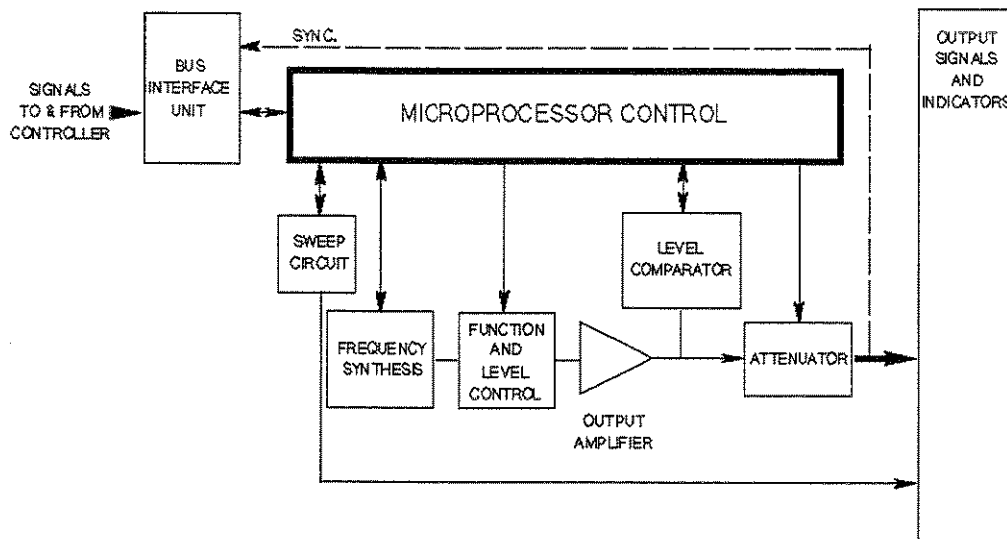 SYNC.
BUS
INTERFACE
UNIT
SIGNALS
TO & FROM
CONTROLLER
MICROPROCESSOR CONTROL
OUTPUT
SIGNALS
AND
INDICATORS
SWEEP
CIRCUIT
LEVEL
COMPARATOR
FREQUENCY
SYNTHESIS
FUNCTION
AND
LEVEL
CONTROL
ATTENUATOR
OUTPUT
AMPLIFIER